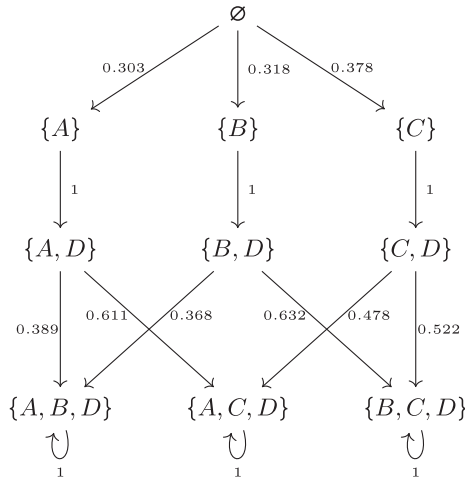 ∅
0.303 0.318 0.378
{A} {B} {C}
1 1 1
{A, D} {B, D} {C, D}
0.389 0.611 0.368 0.632 0.478 0.522
{A, B, D} {A, C, D} {B, C, D}
1 1 1